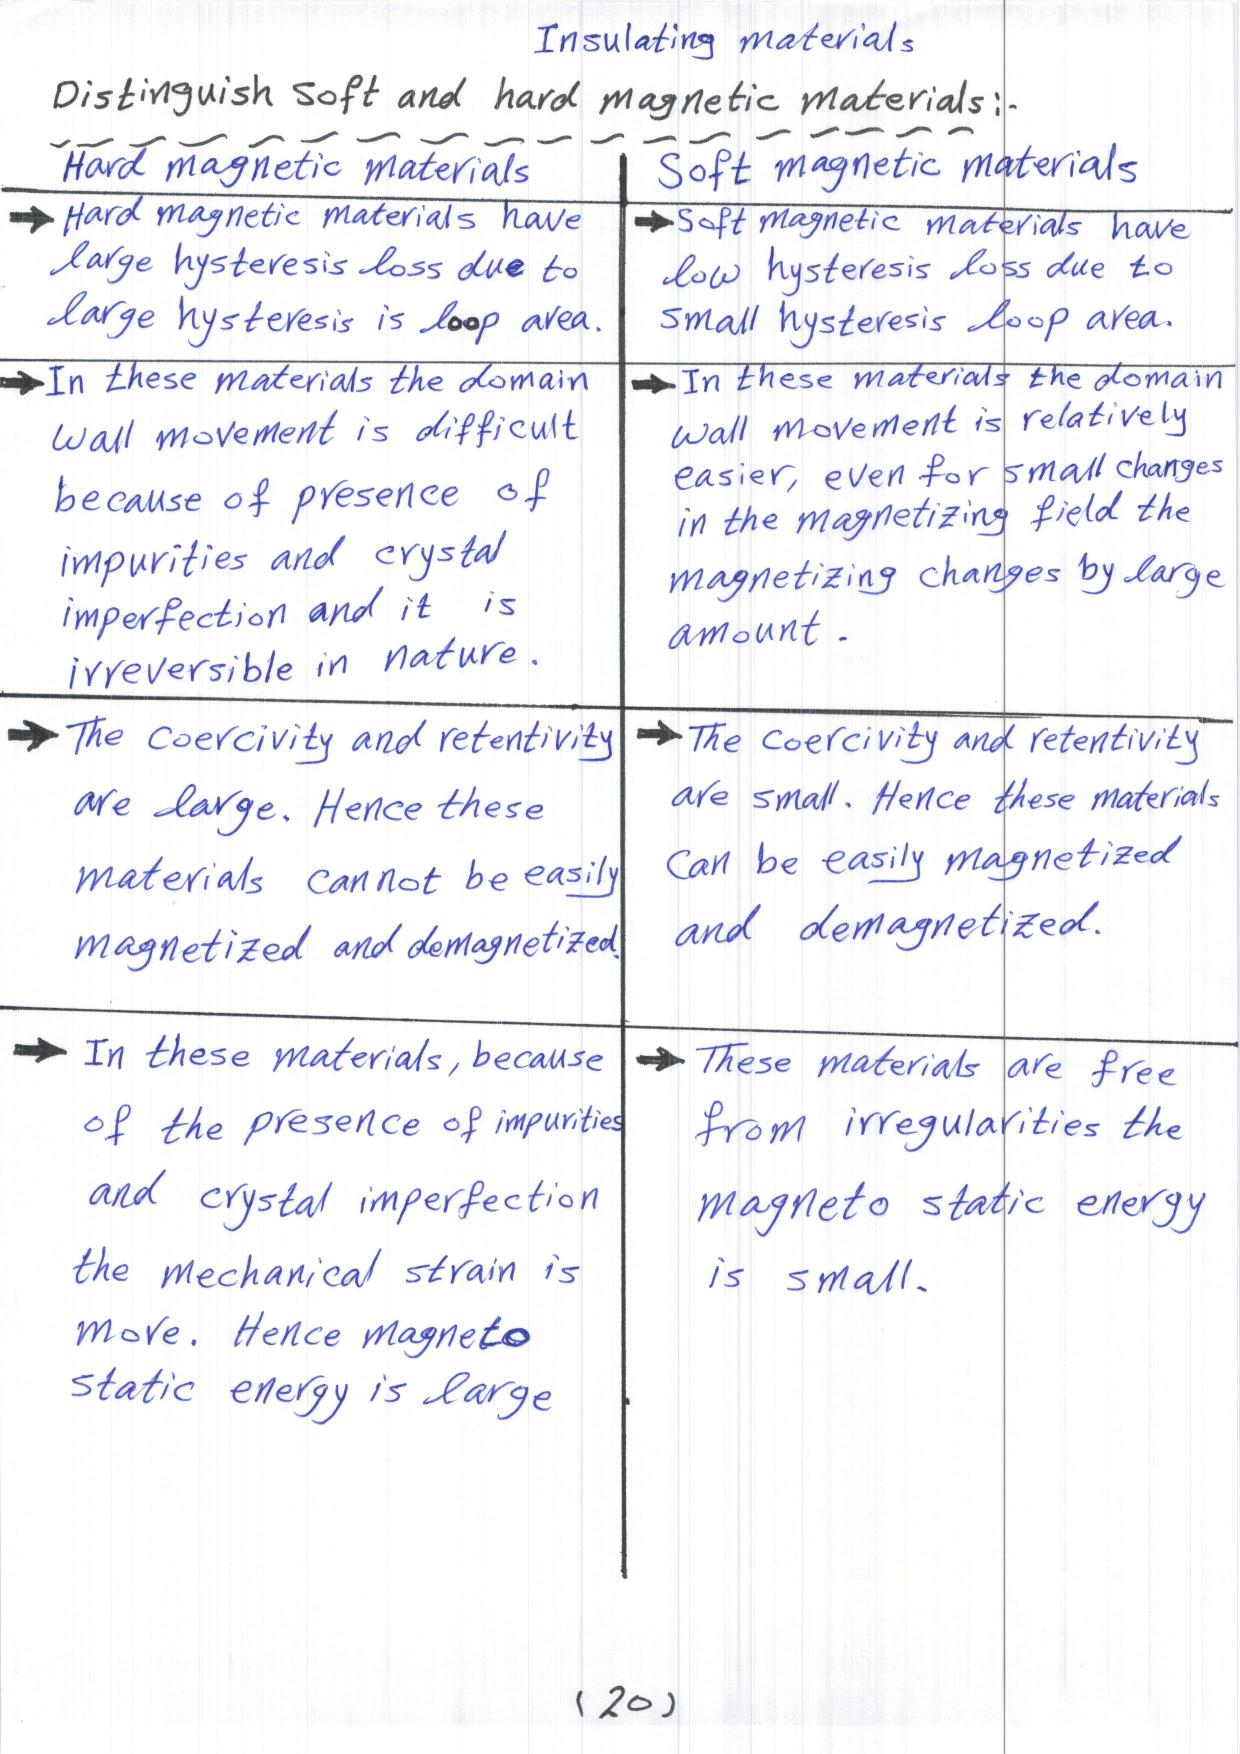 Insulating materials
Distinguish soft and hard magnetic materials:-
Hard magnetic materials
→ Hard magnetic materials have
large hysteresis loss due to
large hysteresis is loop area.
→ In these materials the domain
wall movement is difficult
because of presence of
impurities and crystal
imperfection and it is
irreversible in nature.
→ The coercivity and retentivity
are large. Hence these
materials cannot be easily
magnetized and demagnetized.
→ In these materials, because
of the presence of impurities
and crystal imperfection
the mechanical strain is
move. Hence magneto
static energy is large
Soft magnetic materials
→ Soft magnetic materials have
low hysteresis loss due to
small hysteresis loop area.
→ In these materials the domain
wall movement is relatively
easier, even for small changes
in the magnetizing field the
magnetizing changes by large
amount.
→ The coercivity and retentivity
are small. Hence these materials
can be easily magnetized
and demagnetized.
→ These materials are free
from irregularities the
magneto static energy
is small.
(20)